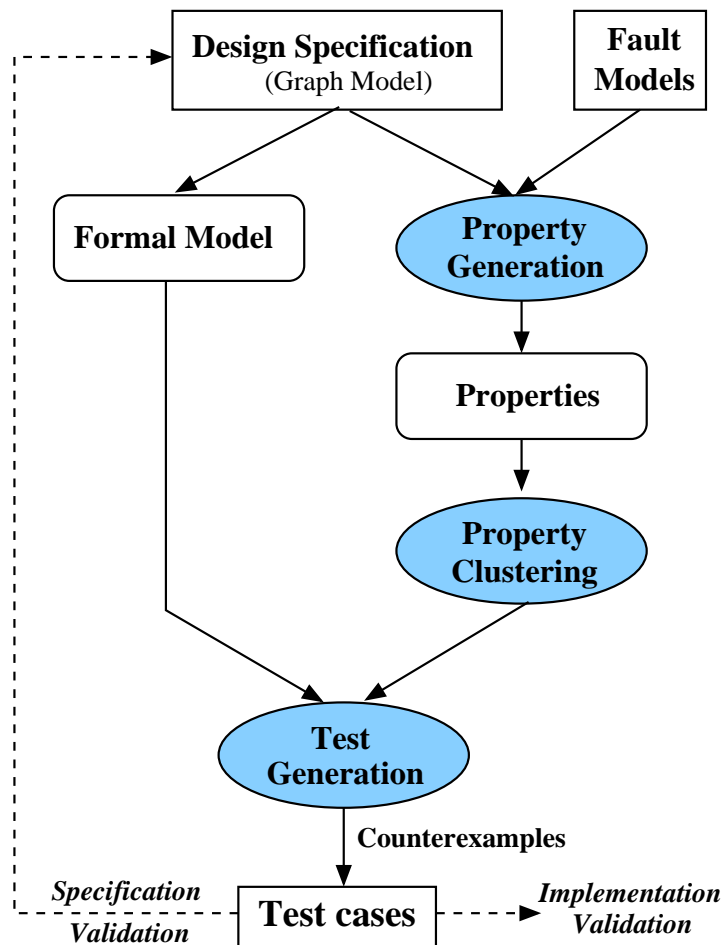 Design Specification
(Graph Model)
Fault
Models
Formal Model
Property
Generation
Properties
Property
Clustering
Test
Generation
Counterexamples
Specification
Validation
Test cases
Implementation
Validation